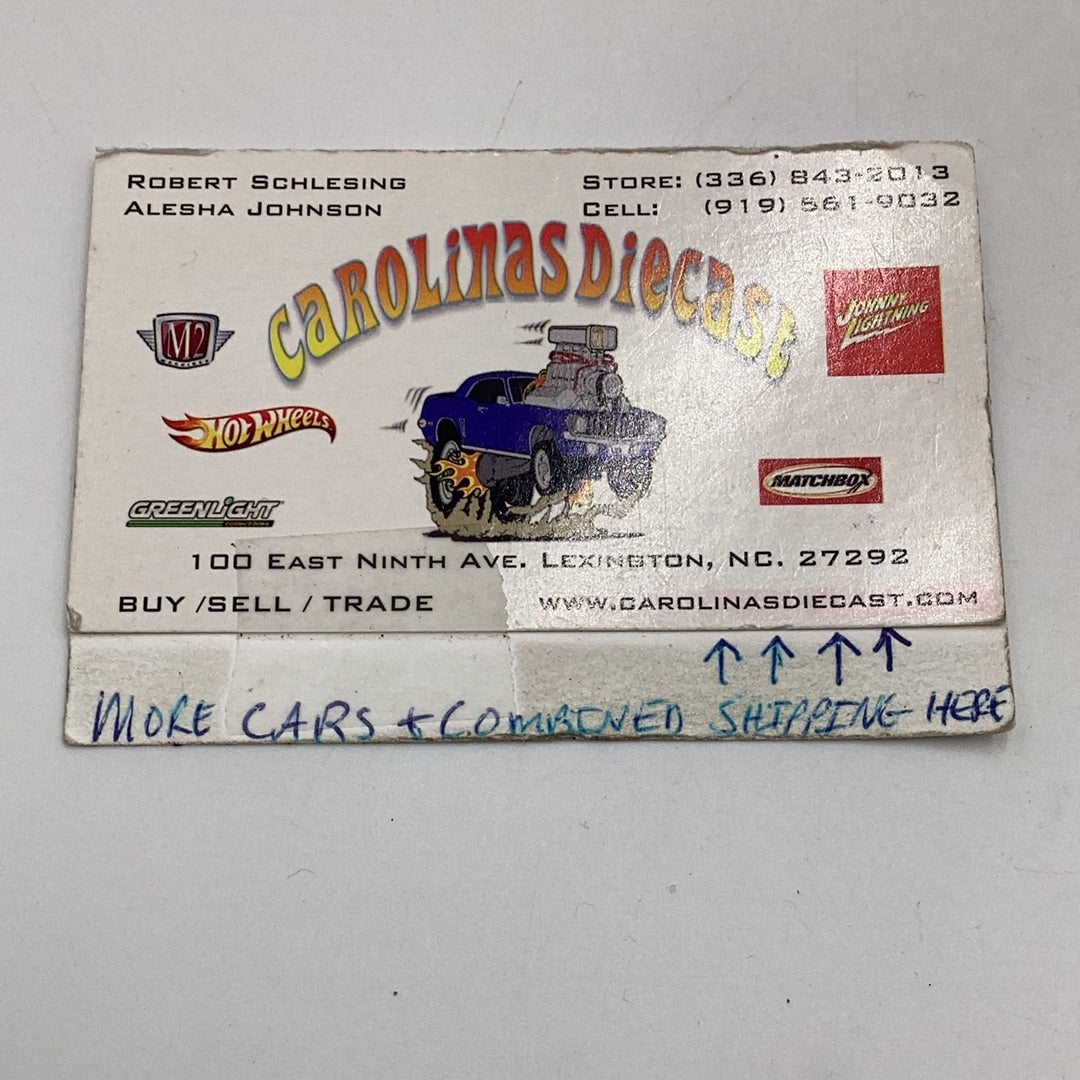 ROBERT SCHLESING
ALESHA JOHNSON
STORE: (336) 843-2013
CELL: (919) 561-9032
CAROLINAS DIECAST
M2
MACHINES
JOHNNY
LIGHTNING
HOT WHEELS
MATCHBOX
GREENLIGHT
collectibles
100 EAST NINTH AVE. LEXINGTON, NC. 27292
BUY /SELL / TRADE
WWW.CAROLINASDIECAST.COM
↑ ↑ ↑ ↑
MORE CARS + COMBINED SHIPPING HERE